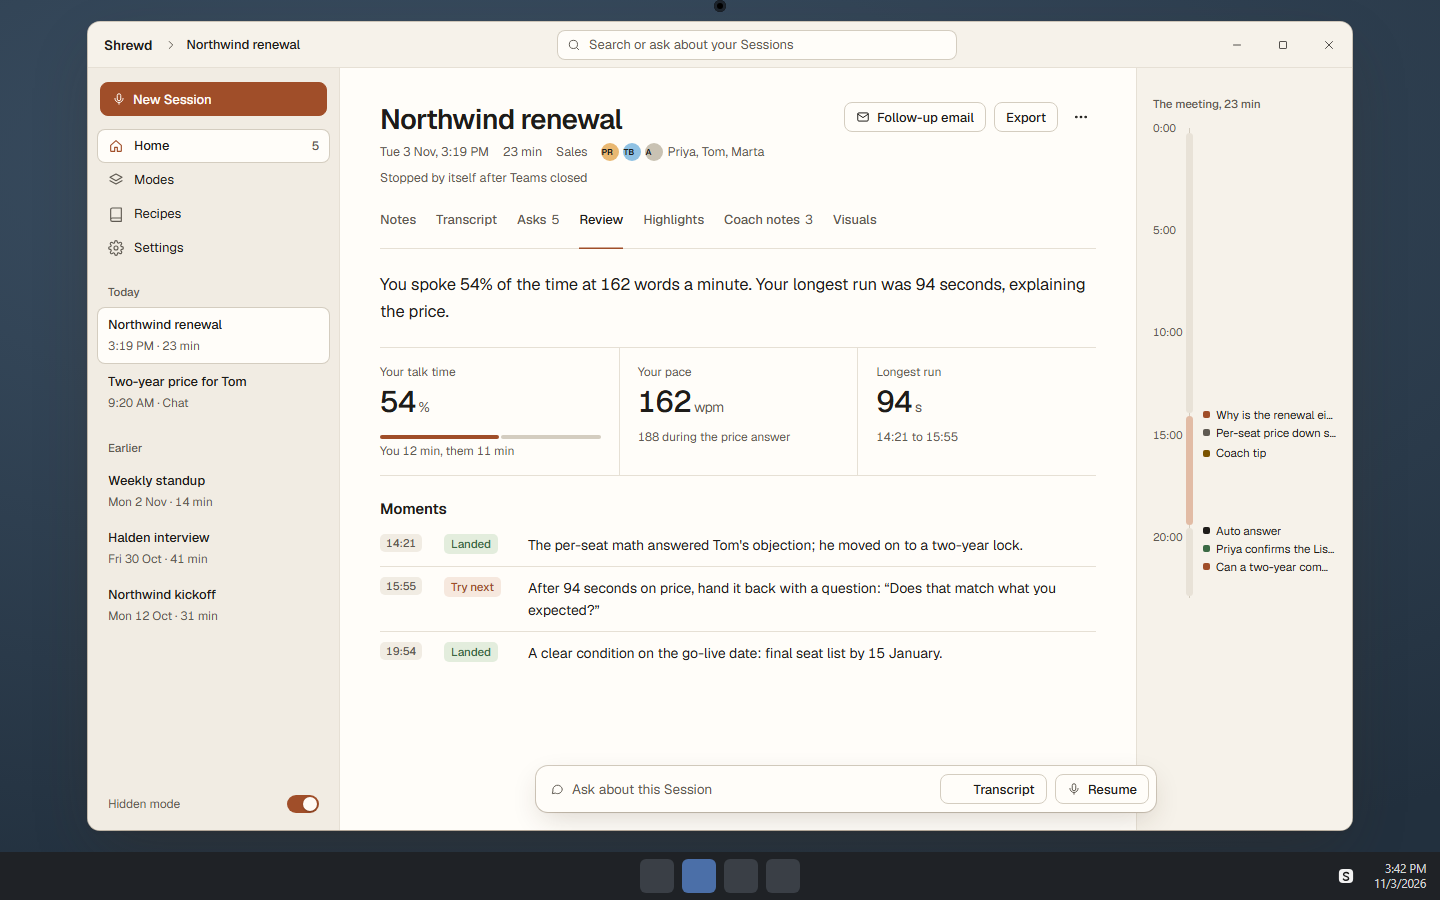 Shrewd
Northwind renewal
Search or ask about your Sessions
New Session
Home 5
Modes
Recipes
Settings
Today
Northwind renewal
3:19 PM · 23 min
Two-year price for Tom
9:20 AM · Chat
Earlier
Weekly standup
Mon 2 Nov · 14 min
Halden interview
Fri 30 Oct · 41 min
Northwind kickoff
Mon 12 Oct · 31 min
Hidden mode
Northwind renewal
Follow-up email
Export
Tue 3 Nov, 3:19 PM 23 min Sales PR TB A Priya, Tom, Marta
Stopped by itself after Teams closed
Notes Transcript Asks 5 Review Highlights Coach notes 3 Visuals
You spoke 54% of the time at 162 words a minute. Your longest run was 94 seconds, explaining
the price.
Your talk time
54 %
You 12 min, them 11 min
Your pace
162 wpm
188 during the price answer
Longest run
94 s
14:21 to 15:55
Moments
14:21 Landed The per-seat math answered Tom's objection; he moved on to a two-year lock.
15:55 Try next After 94 seconds on price, hand it back with a question: “Does that match what you
expected?”
19:54 Landed A clear condition on the go-live date: final seat list by 15 January.
Ask about this Session
Transcript
Resume
The meeting, 23 min
0:00
5:00
10:00
Why is the renewal ei...
15:00
Per-seat price down s...
Coach tip
Auto answer
20:00
Priya confirms the Lis...
Can a two-year com...
S
3:42 PM
11/3/2026